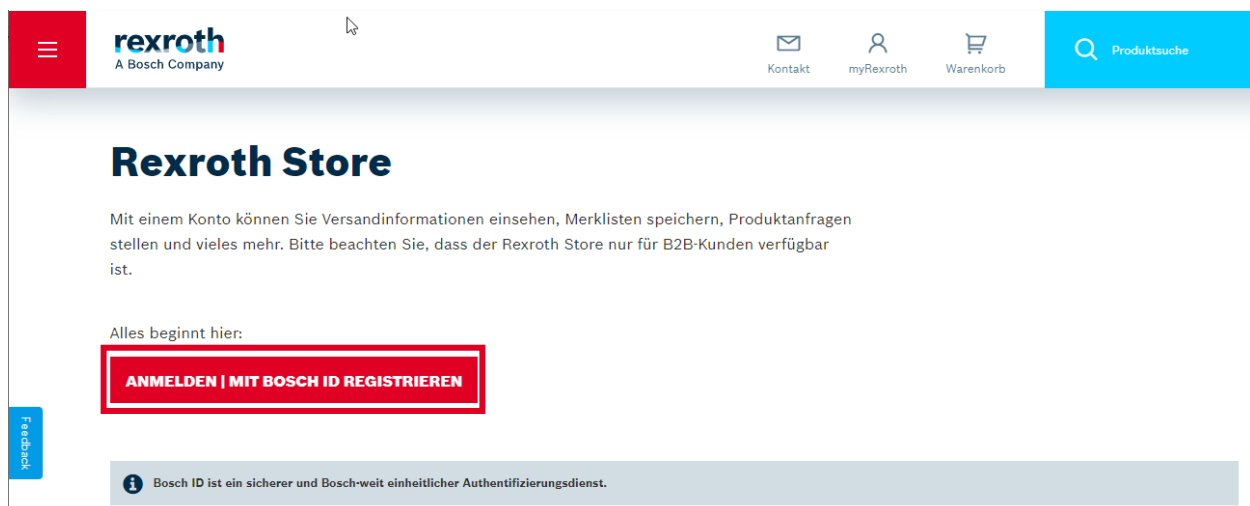 rexroth
A Bosch Company
Kontakt
myRexroth
Warenkorb
Produktsuche
Rexroth Store
Mit einem Konto können Sie Versandinformationen einsehen, Merklisten speichern, Produktanfragen
stellen und vieles mehr. Bitte beachten Sie, dass der Rexroth Store nur für B2B-Kunden verfügbar
ist.
Alles beginnt hier:
ANMELDEN | MIT BOSCH ID REGISTRIEREN
Feedback
Bosch ID ist ein sicherer und Bosch-weit einheitlicher Authentifizierungsdienst.